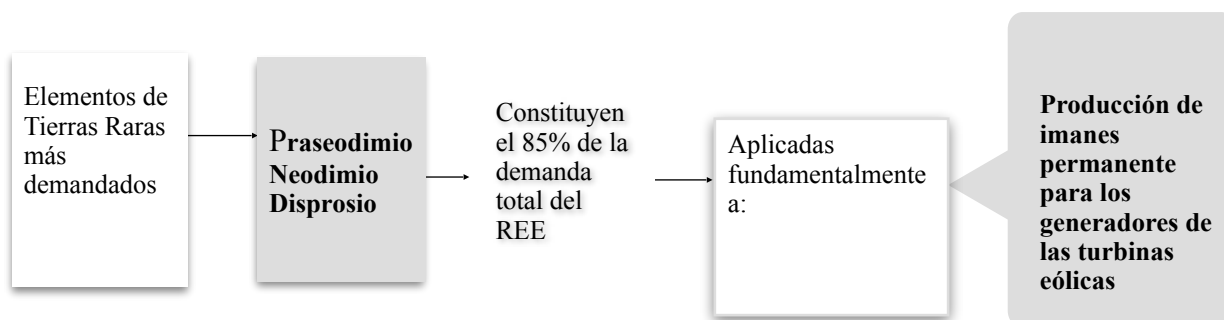 Elementos de
Tierras Raras
más
demandados
Praseodimio
Neodimio
Disprosio
Constituyen
el 85% de la
demanda
total del
REE
Aplicadas
fundamentalmente
a:
Producción de
imanes
permanente
para los
generadores de
las turbinas
eólicas